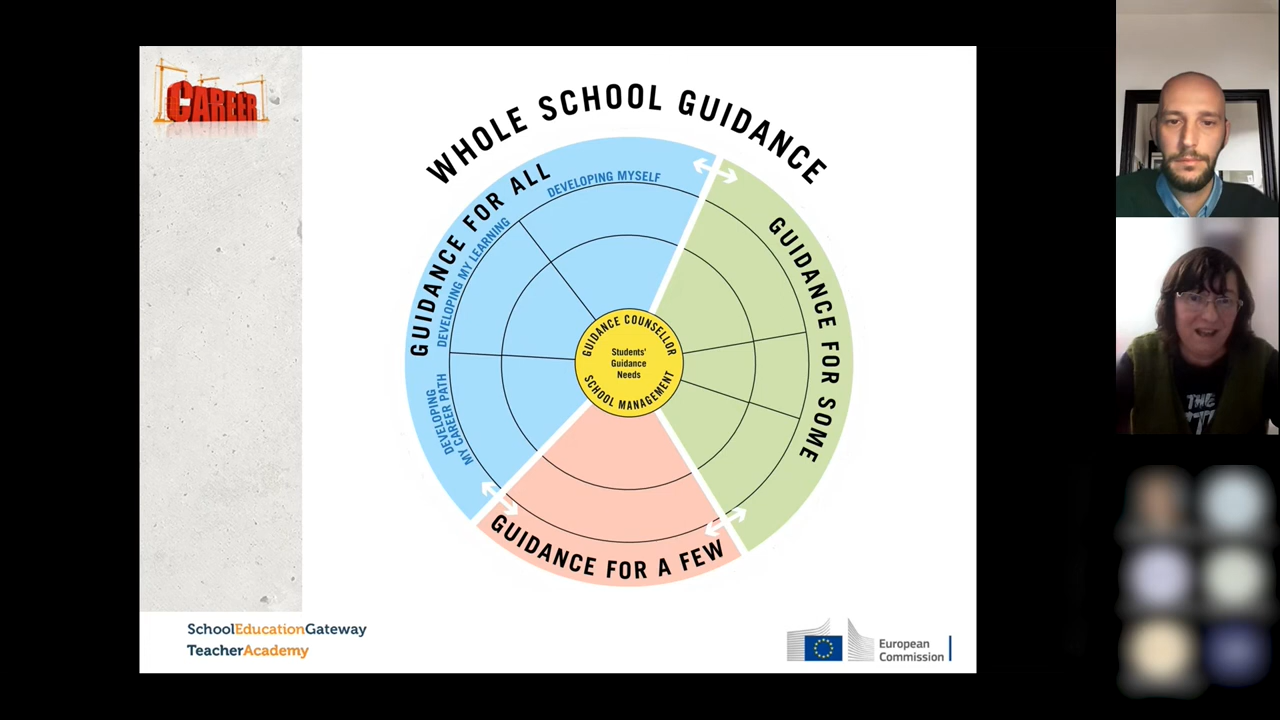 CAREER
WHOLE SCHOOL GUIDANCE
GUIDANCE FOR ALL
DEVELOPING MYSELF
DEVELOPING MY LEARNING
DEVELOPING
MY CAREER PATH
GUIDANCE FOR SOME
GUIDANCE FOR A FEW
GUIDANCE COUNSELLOR
Students'
Guidance
Needs
SCHOOL MANAGEMENT
SchoolEducationGateway
TeacherAcademy
European
Commission
THE